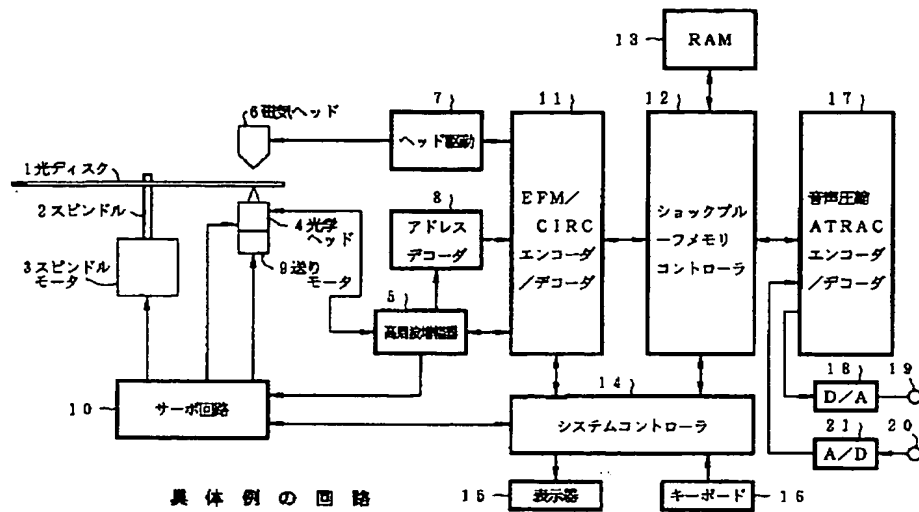 13
RAM
7
11
12
17
6磁気ヘッド
ヘッド駆動
1光ディスク
2スピンドル
8
アドレス
デコーダ
EFM/
CIRC
エンコーダ
/デコーダ
ショックプル
ーフメモリ
コントローラ
音声圧縮
ATRAC
エンコーダ
/デコーダ
4光学
ヘッド
3スピンドル
モータ
9送り
モータ
5
高周波増幅器
10
サーボ回路
14
システムコントローラ
18
19
D/A
21
20
A/D
具体例の回路
15
表示器
キーボード
16